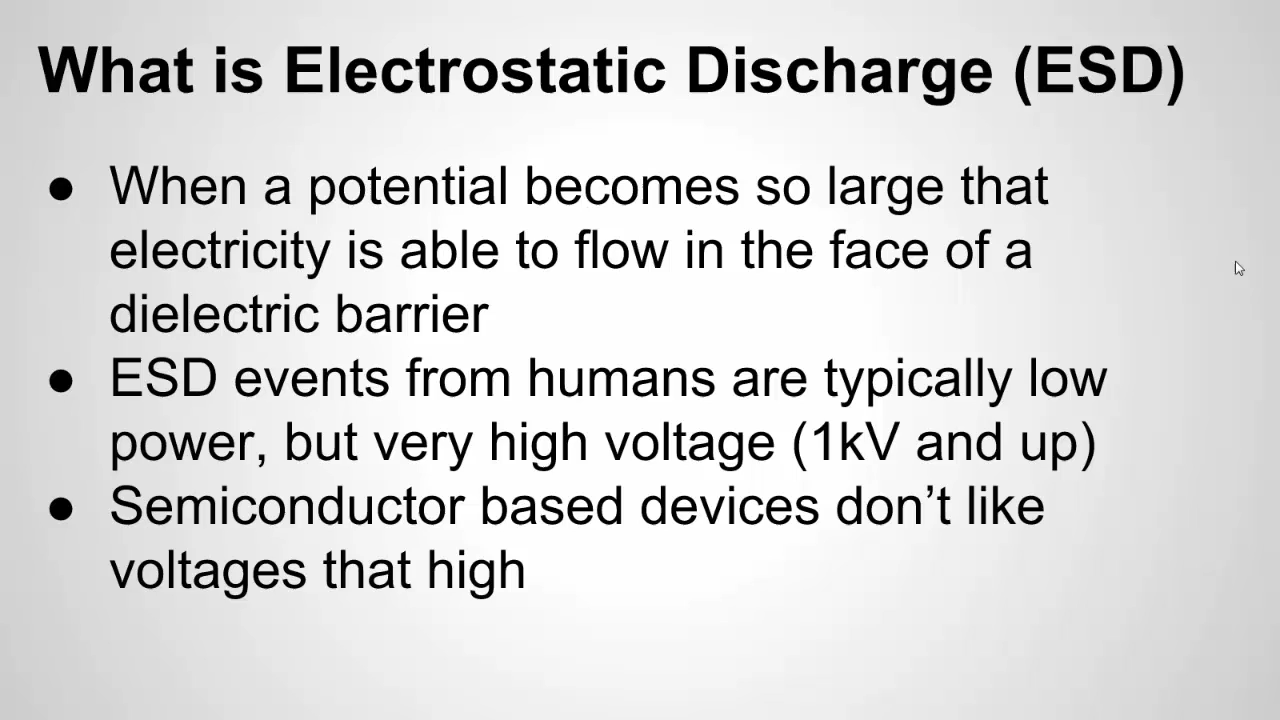 What is Electrostatic Discharge (ESD)
● When a potential becomes so large that
electricity is able to flow in the face of a
dielectric barrier
● ESD events from humans are typically low
power, but very high voltage (1kV and up)
● Semiconductor based devices don’t like
voltages that high